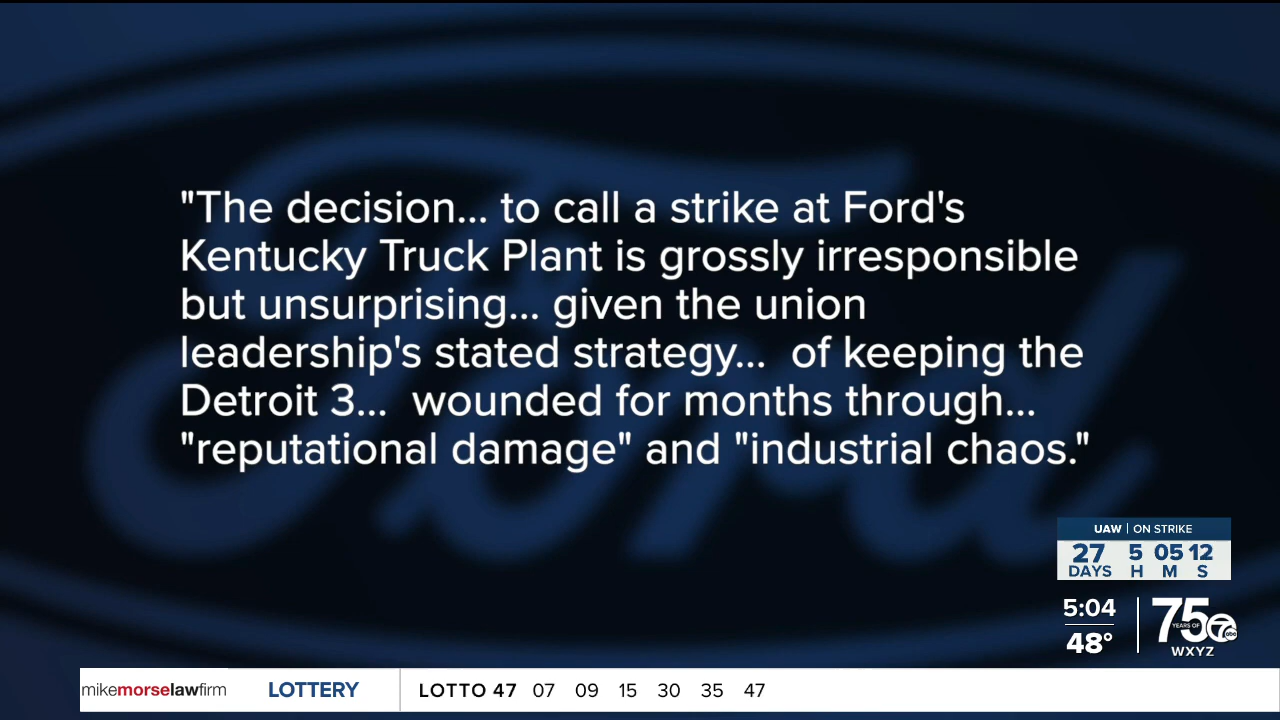 "The decision... to call a strike at Ford's
Kentucky Truck Plant is grossly irresponsible
but unsurprising... given the union
leadership's stated strategy...  of keeping the
Detroit 3...  wounded for months through...
"reputational damage" and "industrial chaos."
Ford
UAW | ON STRIKE
27 5 05 12
DAYS H M S
5:04
48°
75 YEARS OF 7 abc
WXYZ
mikemorselawfirm LOTTERY LOTTO 47 07 09 15 30 35 47